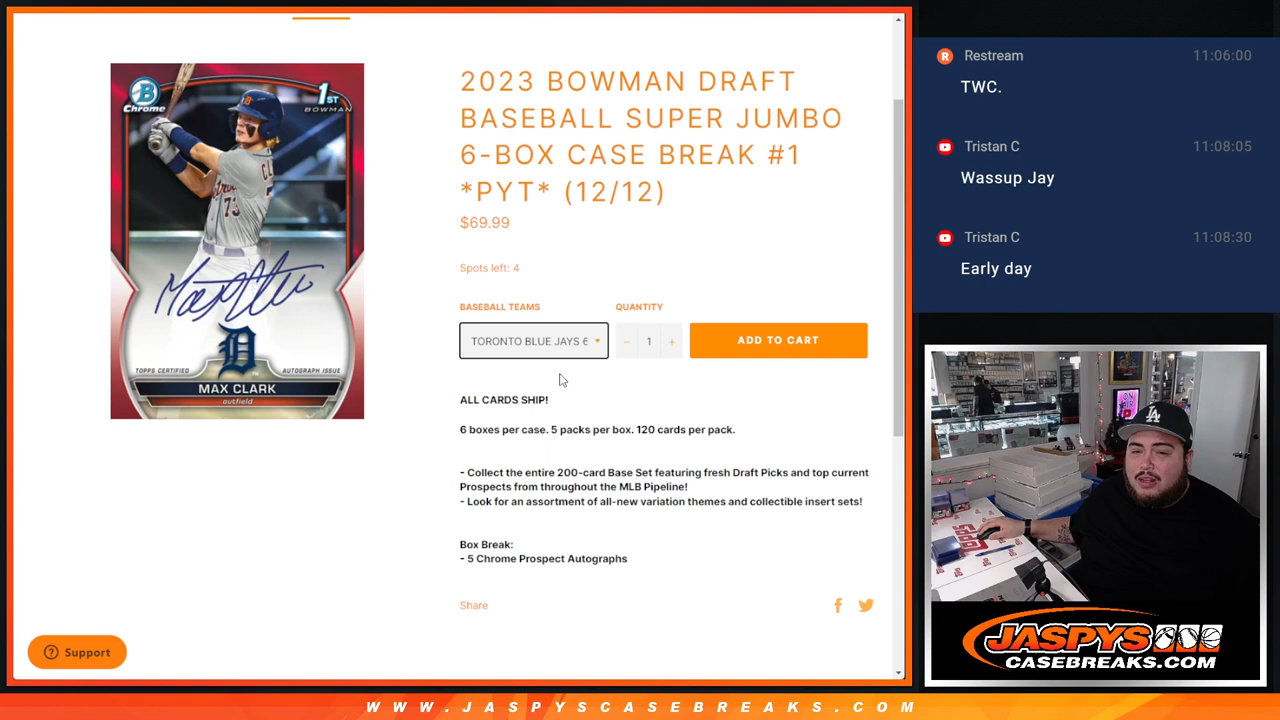 2023 BOWMAN DRAFT
BASEBALL SUPER JUMBO
6-BOX CASE BREAK #1
*PYT* (12/12)
$69.99
Spots left: 4
BASEBALL TEAMS
QUANTITY
TORONTO BLUE JAYS 6
− 1 +
ADD TO CART
ALL CARDS SHIP!
6 boxes per case. 5 packs per box. 120 cards per pack.
- Collect the entire 200-card Base Set featuring fresh Draft Picks and top current
Prospects from throughout the MLB Pipeline!
- Look for an assortment of all-new variation themes and collectible insert sets!
Box Break:
- 5 Chrome Prospect Autographs
Share
Support
B
Chrome
1ST
BOWMAN
73
D
TOPPS CERTIFIED
AUTOGRAPH ISSUE
MAX CLARK
outfield
Restream 11:06:00
TWC.
Tristan C 11:08:05
Wassup Jay
Tristan C 11:08:30
Early day
LA
topps
JASPYS
CASEBREAKS.COM
WWW.JASPYSCASEBREAKS.COM